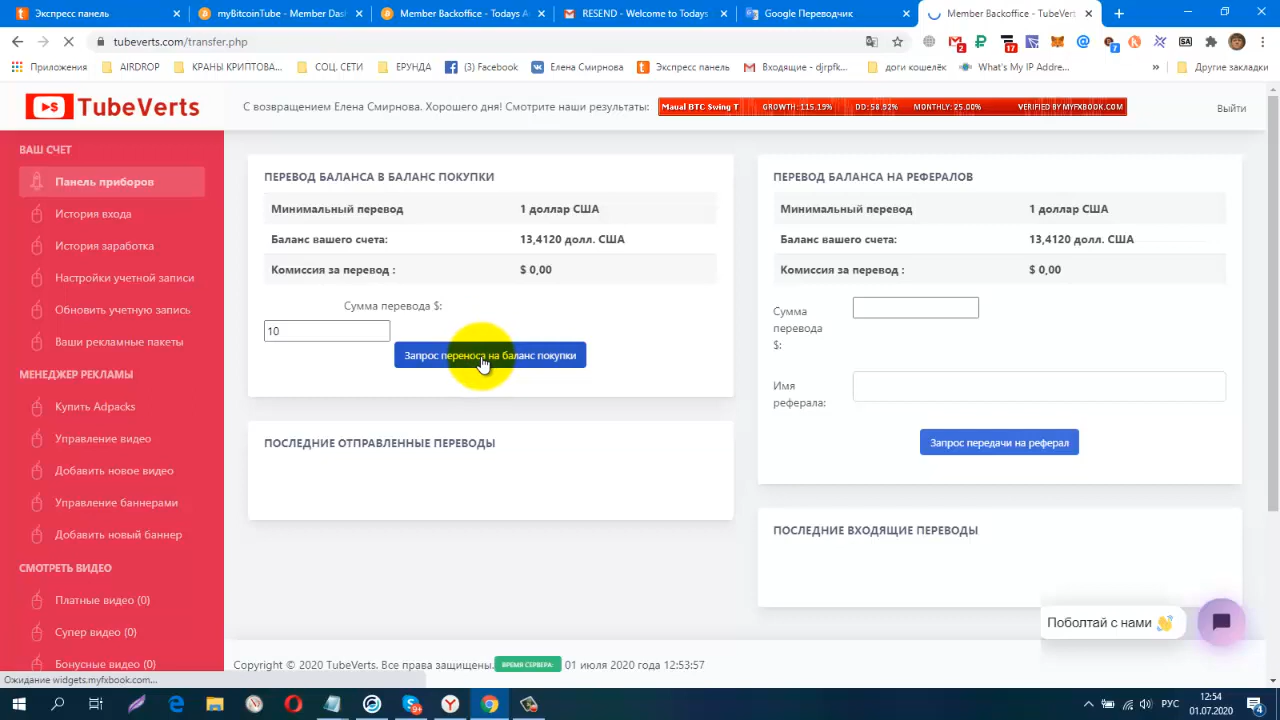 TubeVerts - Best
myBitcoinTube - Management
myBitcoinTube - Management
RESEND - Welcome to Todays
Google Переводчик
TubeVerts - Best
tubeverts.com/transfer.php
Приложения AIRDROP КРАНЫ КРИПТОВА... СОЦ. СЕТИ ЕРУНДА (3) Facebook Елена Смирнова Экспресс панель Входящие - djrpfk... доги кошелёк What's My IP Addre... » Другие закладки
TubeVerts
С возвращением Елена Смирнова. Хорошего дня! Смотрите наши результаты:
Maual BTC Swing T GROWTH: 115.19% DD: 58.92% MONTHLY: 25.00% VERIFIED BY MYFXBOOK.COM
Выйти
ВАШ СЧЕТ
Панель приборов
История входа
История заработка
Настройки учетной записи
Обновить учетную запись
Ваши рекламные пакеты
МЕНЕДЖЕР РЕКЛАМЫ
Купить Adpacks
Управление видео
Добавить новое видео
Управление баннерами
Добавить новый баннер
СМОТРЕТЬ ВИДЕО
Платные видео (0)
Супер видео (0)
Бонусные видео (0)
ПЕРЕВОД БАЛАНСА В БАЛАНС ПОКУПКИ
Минимальный перевод 1 доллар США
Баланс вашего счета: 13,4120 долл. США
Комиссия за перевод : $ 0,00
Сумма перевода $:
10
Запрос переноса на баланс покупки
ПОСЛЕДНИЕ ОТПРАВЛЕННЫЕ ПЕРЕВОДЫ
ПЕРЕВОД БАЛАНСА НА РЕФЕРАЛОВ
Минимальный перевод 1 доллар США
Баланс вашего счета: 13,4120 долл. США
Комиссия за перевод : $ 0,00
Сумма
перевода
$:
Имя
реферала:
Запрос передачи на реферал
ПОСЛЕДНИЕ ВХОДЯЩИЕ ПЕРЕВОДЫ
Поболтай с нами 👋
Copyright © 2020 TubeVerts. Все права защищены. ВРЕМЯ СЕРВЕРА: 01 июля 2020 года 12:53:57
Ожидание widgets.myfxbook.com...
РУС
12:54
01.07.2020